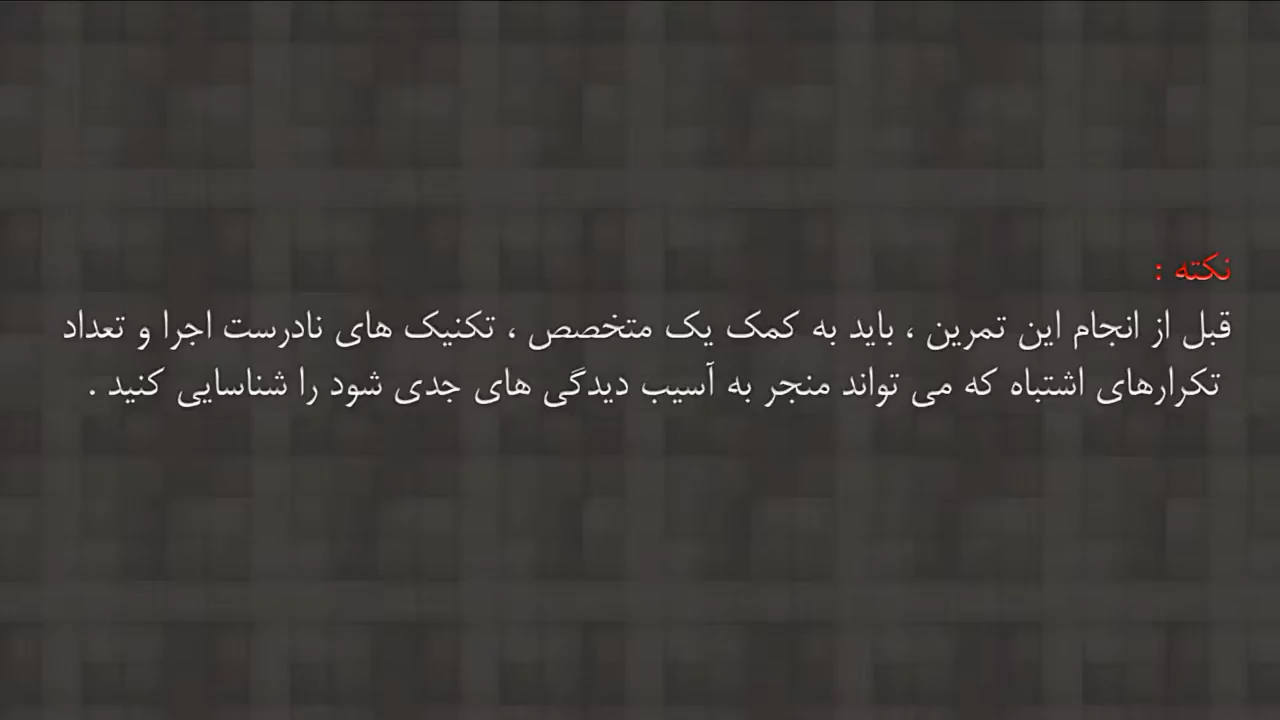 نکته :
قبل از انجام این تمرین ، باید به کمک یک متخصص ، تکنیک های نادرست اجرا و تعداد
تکرارهای اشتباه که می تواند منجر به آسیب دیدگی های جدی شود را شناسایی کنید .